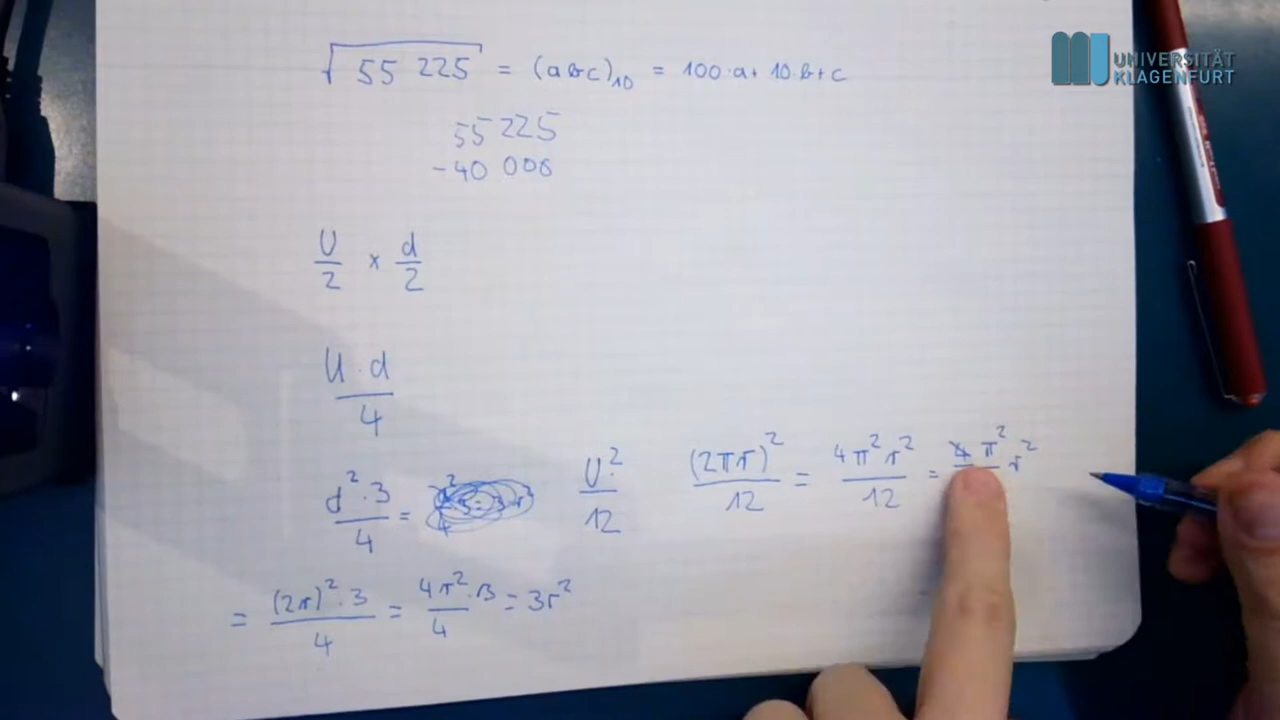 √55 225 = (abc)₁₀ = 100·a + 10·b + c
55 225
-40 000
U/2 × d/2
U·d/4
d²·3/4 =
U²/12
(2πr)²/12 = 4π²r²/12 = π² r²
= (2r)²·3/4 = 4r²·3/4 = 3r²
UNIVERSITÄT
KLAGENFURT